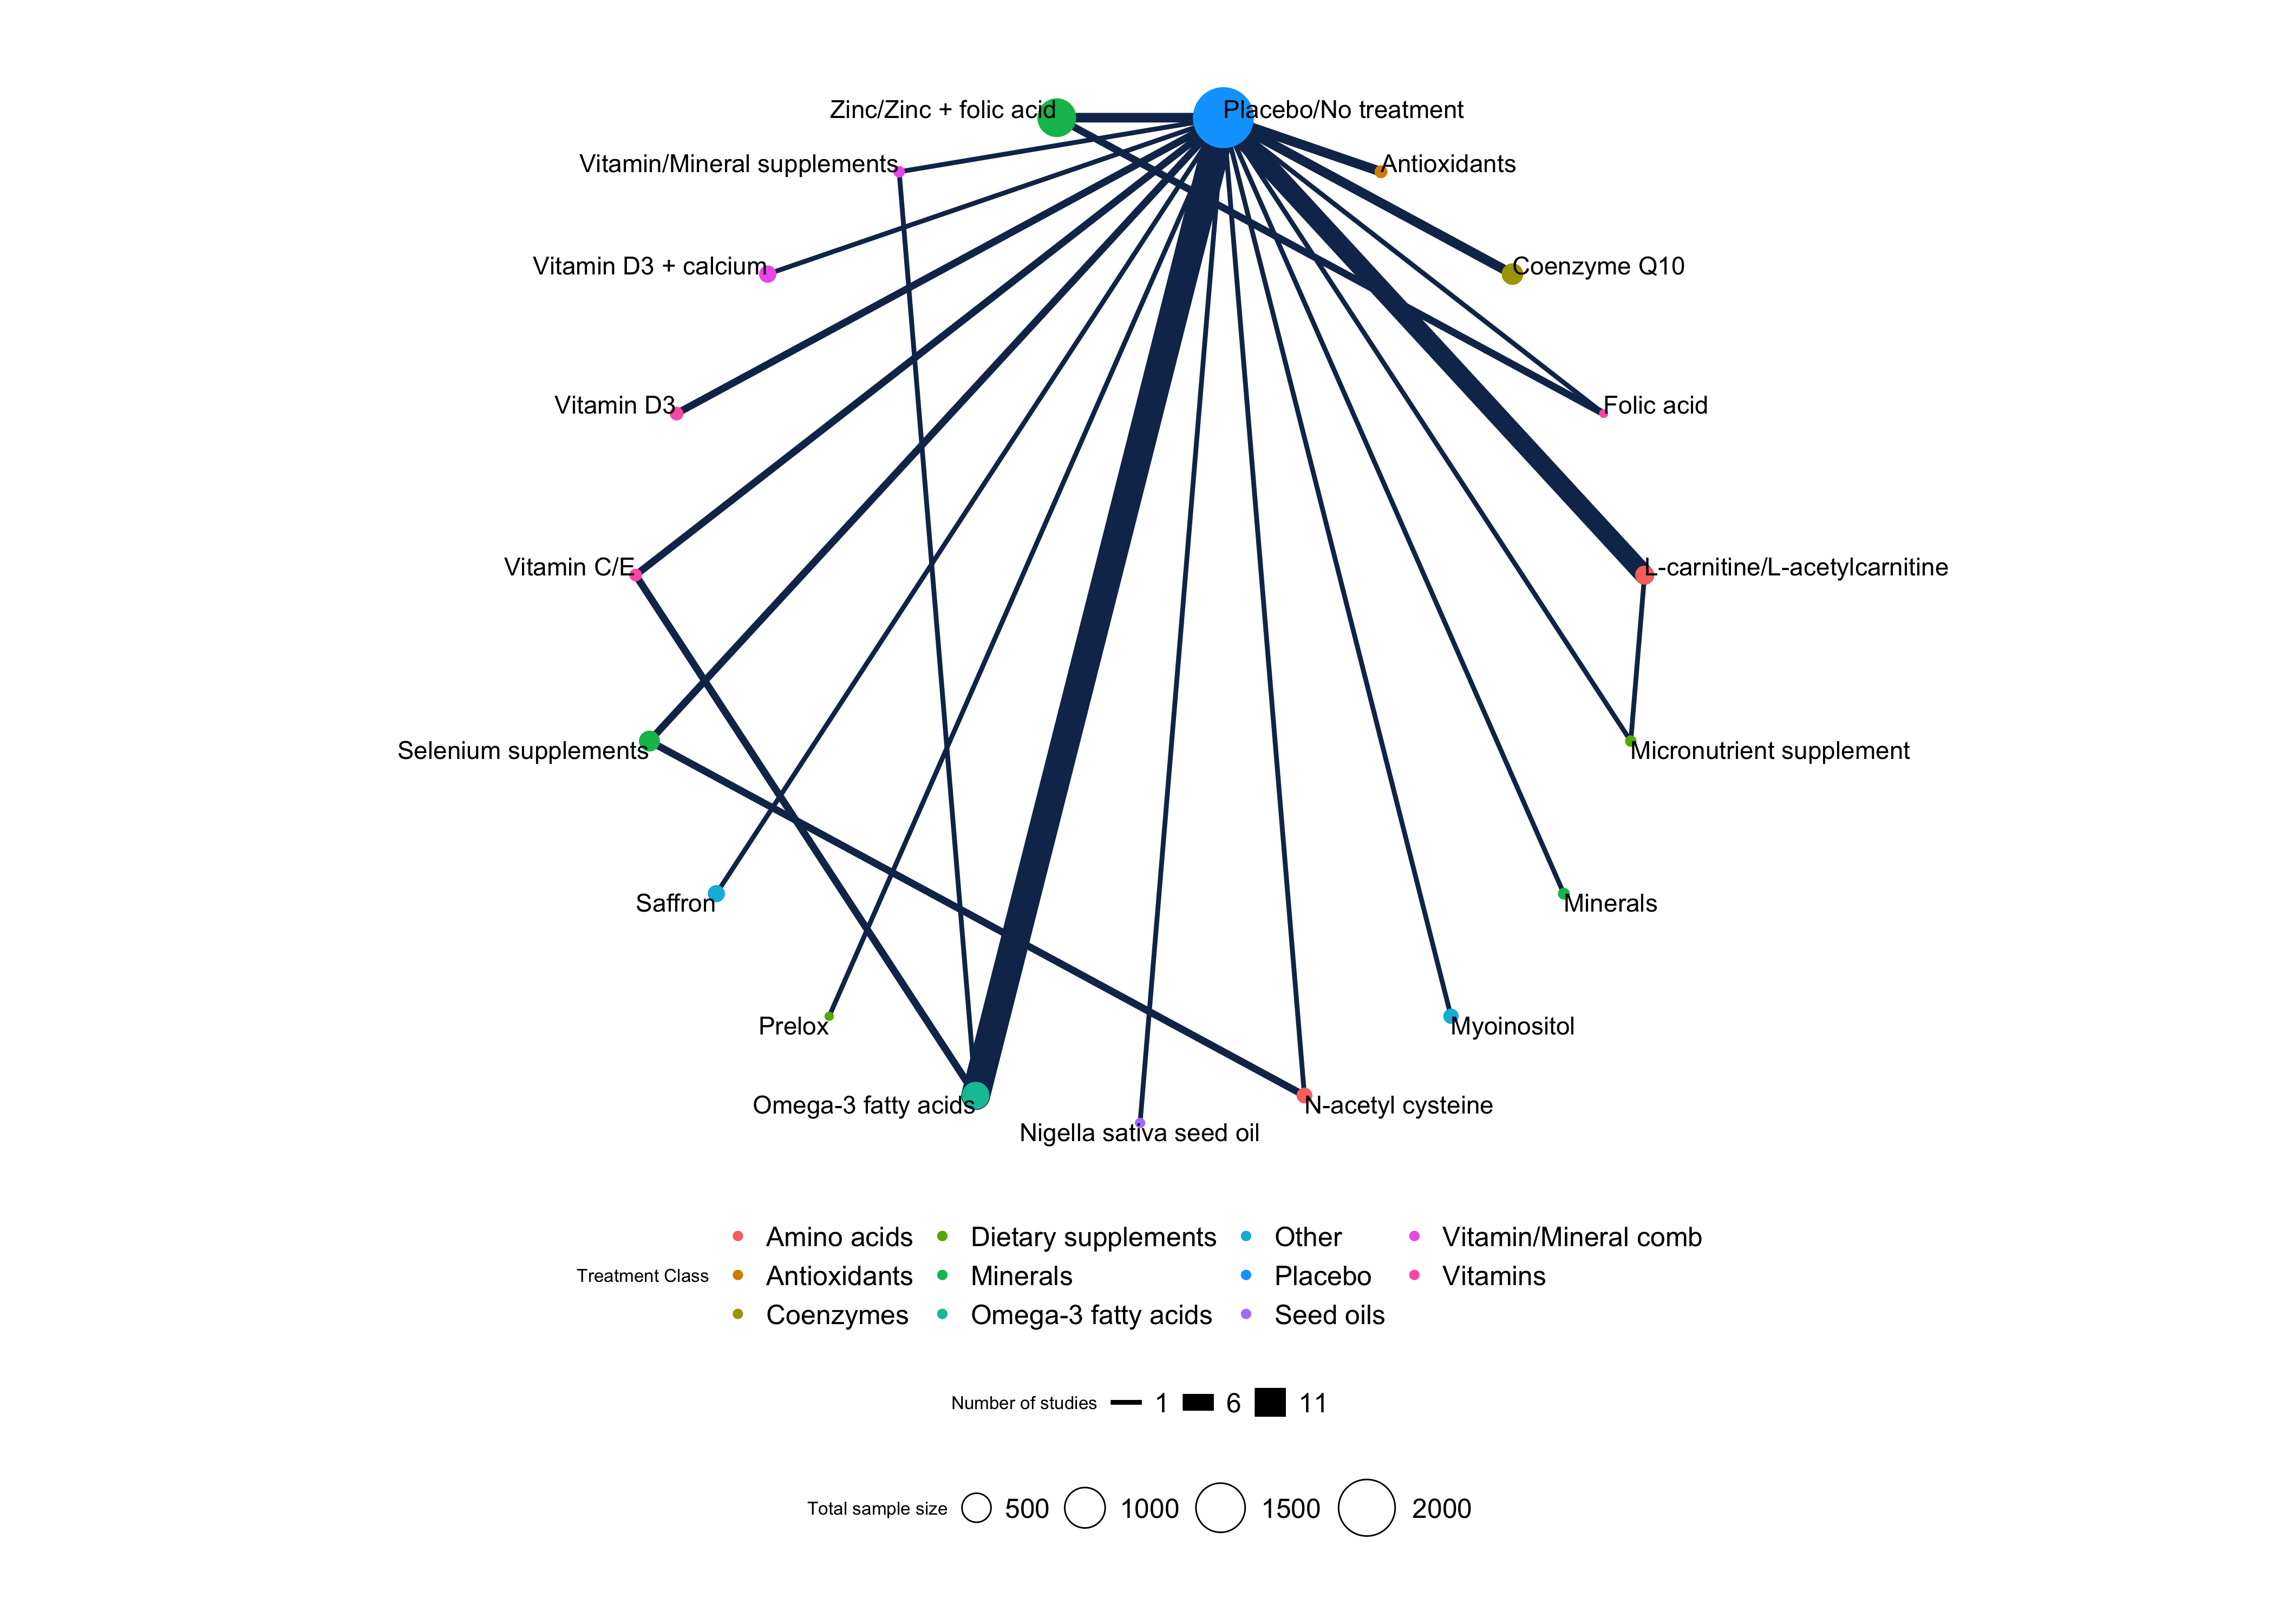 Zinc/Zinc + folic acid
Placebo/No treatment
Vitamin/Mineral supplements
Antioxidants
Vitamin D3 + calcium
Coenzyme Q10
Vitamin D3
Folic acid
Vitamin C/E
L-carnitine/L-acetylcarnitine
Selenium supplements
Micronutrient supplement
Saffron
Minerals
Prelox
Myoinositol
Omega-3 fatty acids
N-acetyl cysteine
Nigella sativa seed oil
Amino acids Dietary supplements Other Vitamin/Mineral comb
Treatment Class Antioxidants Minerals Placebo Vitamins
Coenzymes Omega-3 fatty acids Seed oils
Number of studies 1 6 11
Total sample size 500 1000 1500 2000